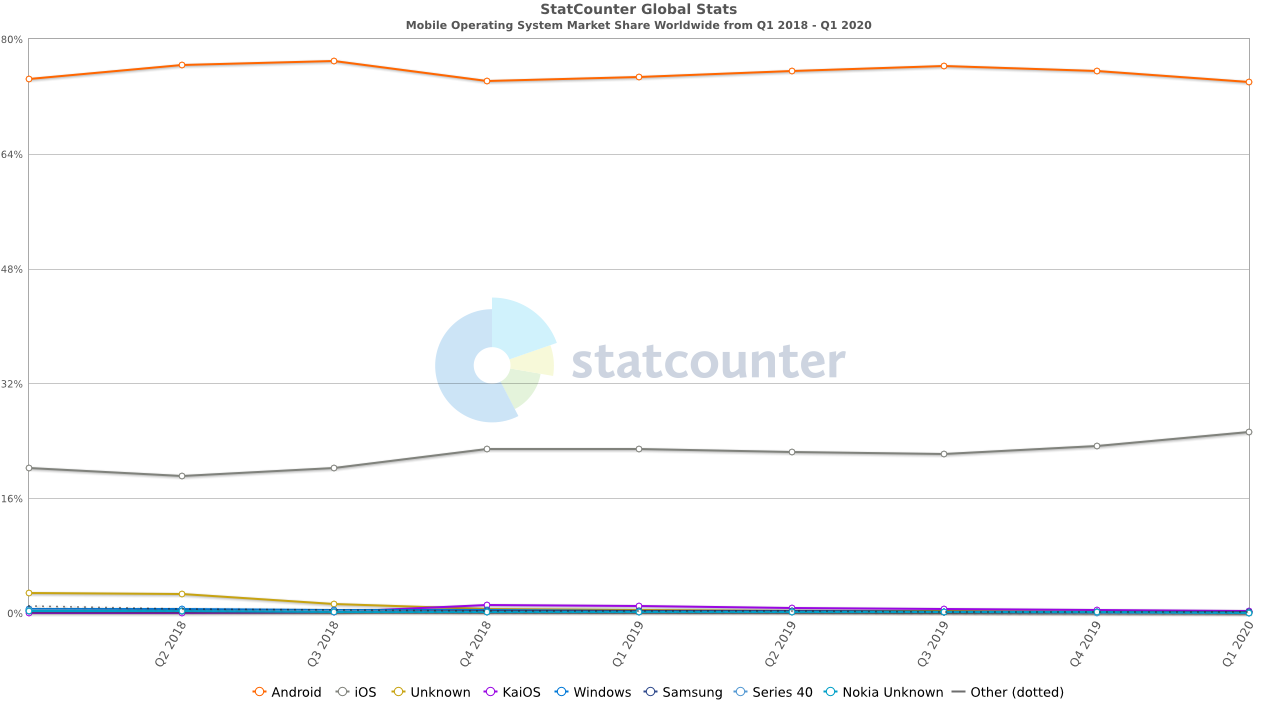 StatCounter Global Stats
Mobile Operating System Market Share Worldwide from Q1 2018 - Q1 2020
80%
64%
48%
statcounter
32%
16%
0%
Q2 2018 Q3 2018 Q4 2018 Q1 2019 Q2 2019 Q3 2019 Q4 2019 Q1 2020
Android iOS Unknown KaiOS Windows Samsung Series 40 Nokia Unknown Other (dotted)